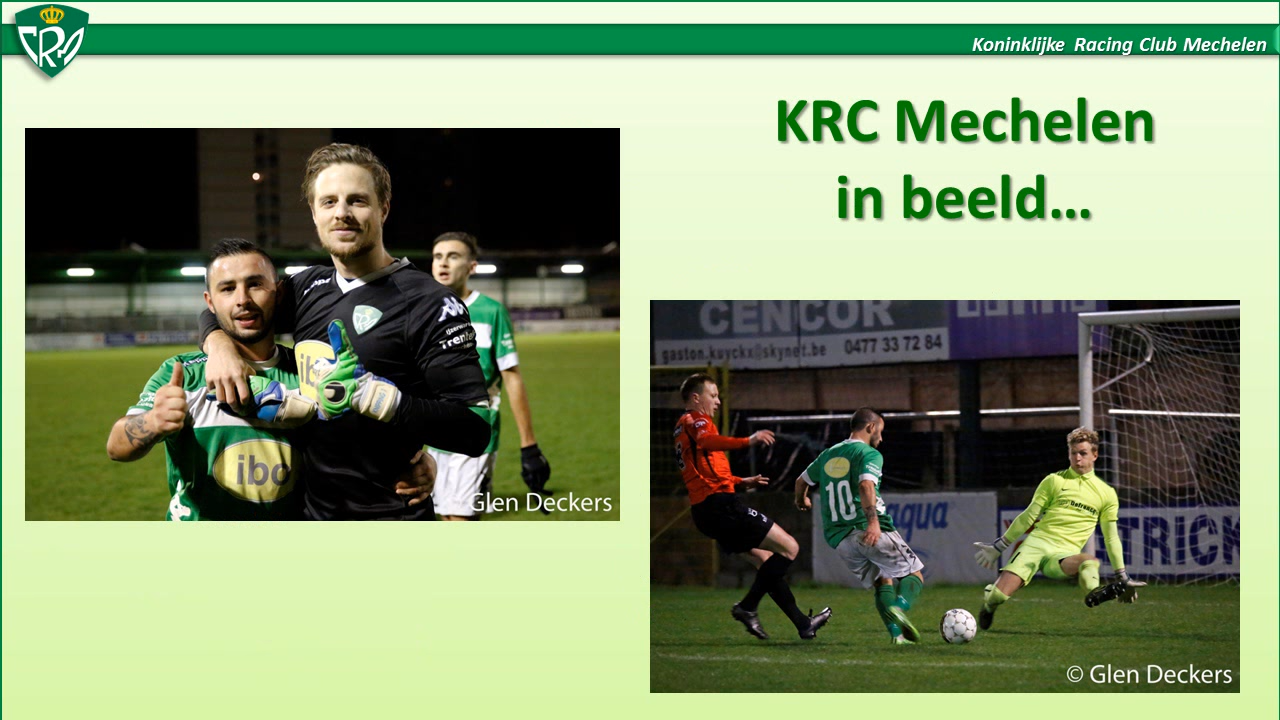 Koninklijke Racing Club Mechelen
KRC Mechelen
in beeld…
Glen Deckers
ibo
CENCOR
gaston.kuyckx@skynet.be 0477 33 72 84
10
aqua
© Glen Deckers